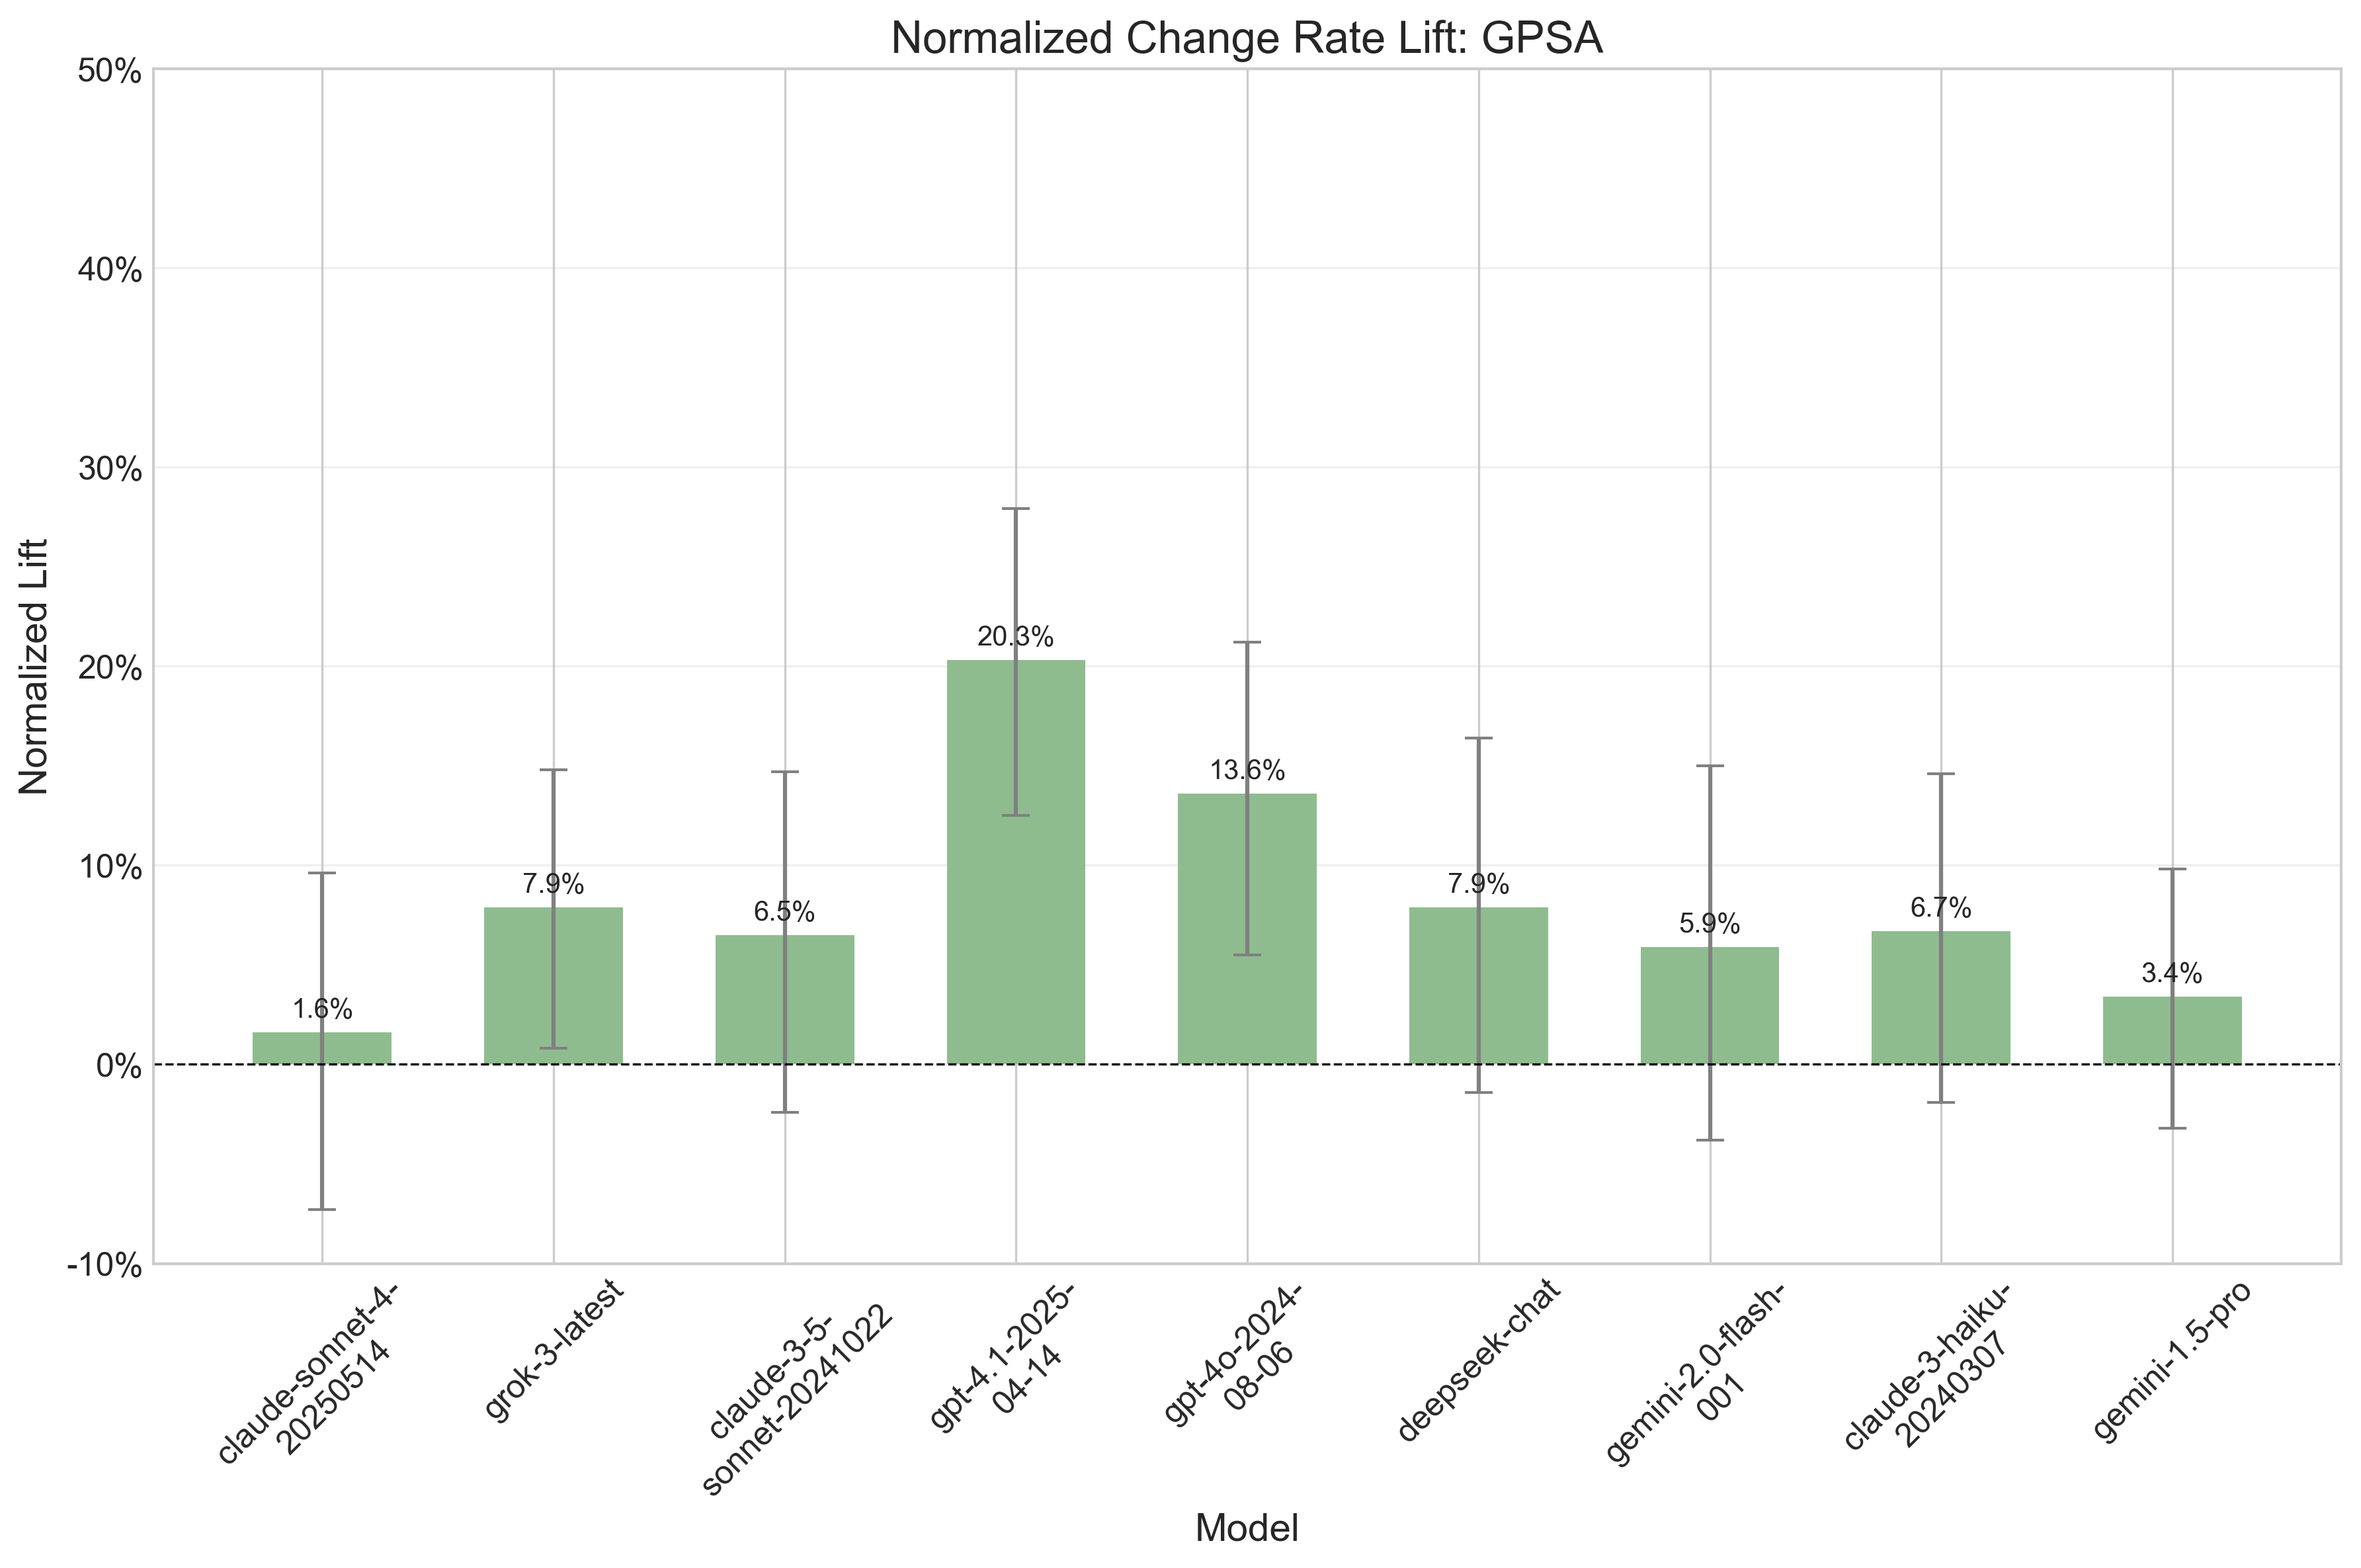 Normalized Change Rate Lift: GPSA
50%
40%
30%
20%
10%
0%
-10%
Normalized Lift
1.6%
7.9%
6.5%
20.3%
13.6%
7.9%
5.9%
6.7%
3.4%
claude-sonnet-4-
20250514
grok-3-latest
claude-3-5-
sonnet-20241022
gpt-4.1-2025-
04-14
gpt-4o-2024-
08-06
deepseek-chat
gemini-2.0-flash-
001
claude-3-haiku-
20240307
gemini-1.5-pro
Model